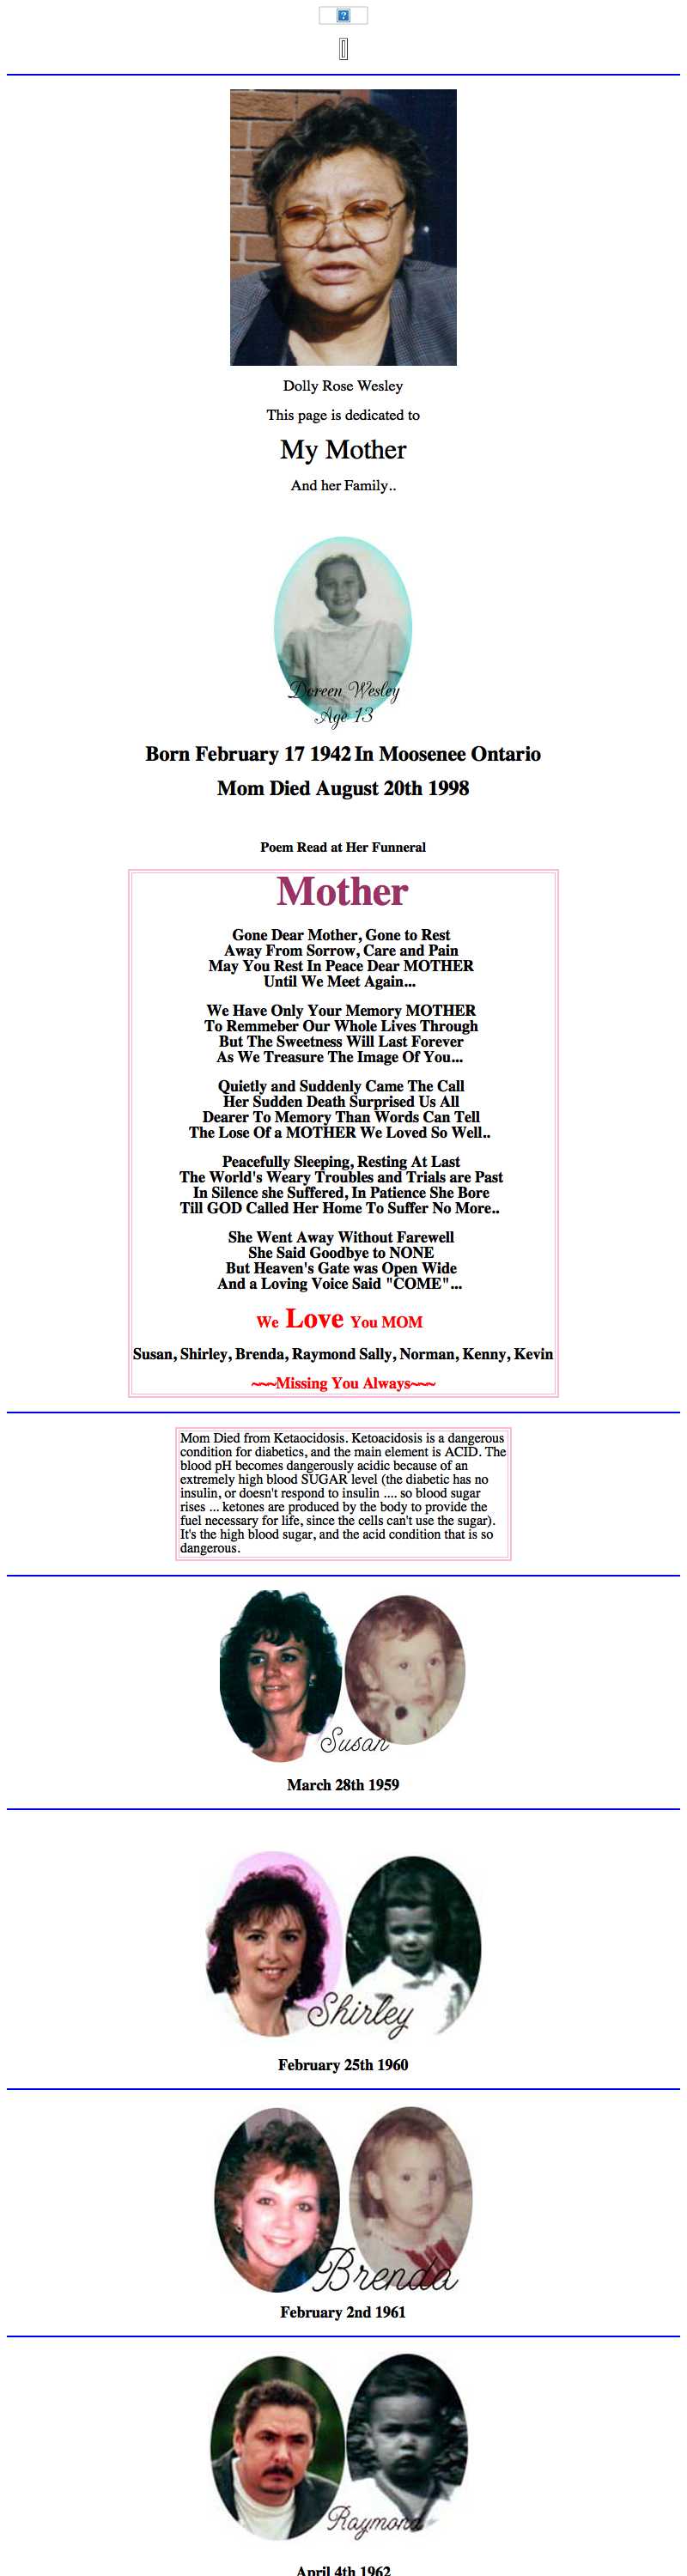 Dolly Rose Wesley
This page is dedicated to
My Mother
And her Family..
Doreen Wesley
Age 13
Born February 17 1942 In Moosenee Ontario
Mom Died August 20th 1998
Poem Read at Her Funneral
Mother
Gone Dear Mother, Gone to Rest
Away From Sorrow, Care and Pain
May You Rest In Peace Dear MOTHER
Until We Meet Again...
We Have Only Your Memory MOTHER
To Remmeber Our Whole Lives Through
But The Sweetness Will Last Forever
As We Treasure The Image Of You...
Quietly and Suddenly Came The Call
Her Sudden Death Surprised Us All
Dearer To Memory Than Words Can Tell
The Lose Of a MOTHER We Loved So Well..
Peacefully Sleeping, Resting At Last
The World's Weary Troubles and Trials are Past
In Silence she Suffered, In Patience She Bore
Till GOD Called Her Home To Suffer No More..
She Went Away Without Farewell
She Said Goodbye to NONE
But Heaven's Gate was Open Wide
And a Loving Voice Said "COME"...
We Love You MOM
Susan, Shirley, Brenda, Raymond Sally, Norman, Kenny, Kevin
~~~Missing You Always~~~
Mom Died from Ketaocidosis. Ketoacidosis is a dangerous
condition for diabetics, and the main element is ACID. The
blood pH becomes dangerously acidic because of an
extremely high blood SUGAR level (the diabetic has no
insulin, or doesn't respond to insulin .... so blood sugar
rises ... ketones are produced by the body to provide the
fuel necessary for life, since the cells can't use the sugar).
It's the high blood sugar, and the acid condition that is so
dangerous.
Susan
March 28th 1959
Shirley
February 25th 1960
Brenda
February 2nd 1961
Raymond
April 4th 1962